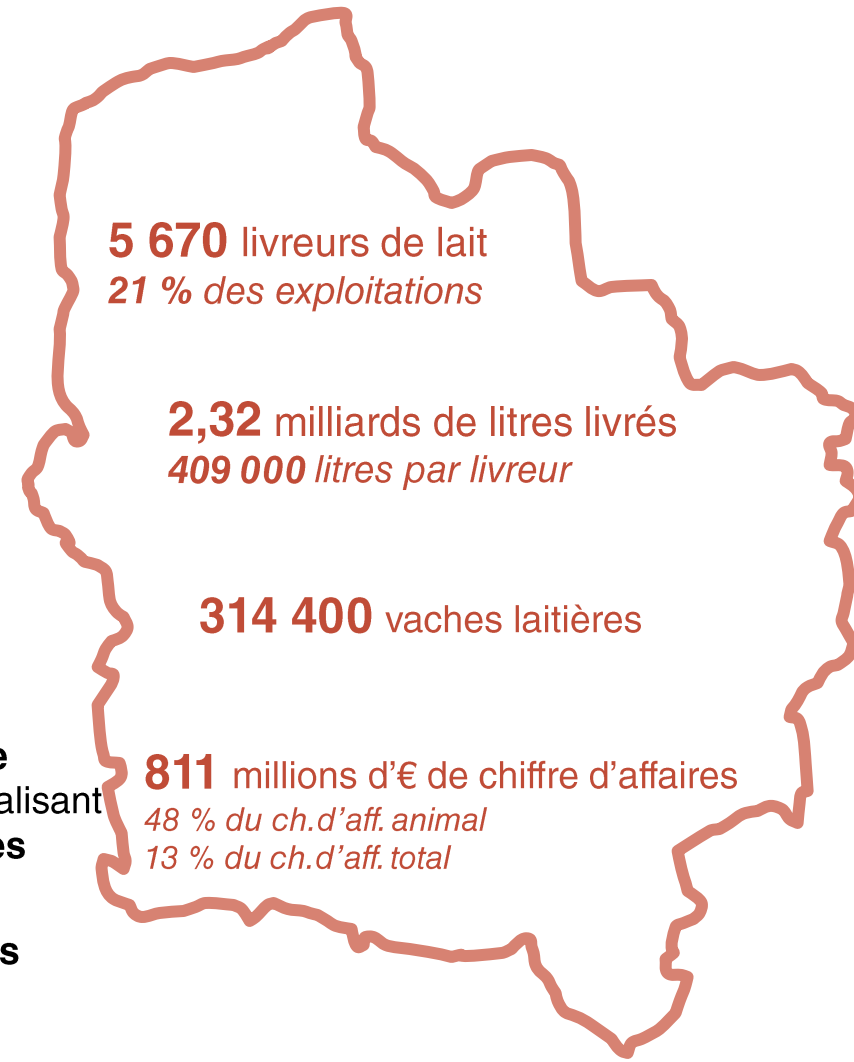 5 670 livreurs de lait
21 % des exploitations
2,32 milliards de litres livrés
409 000 litres par livreur
314 400 vaches laitières
811 millions d'€ de chiffre d'affaires
48 % du ch.d'aff. animal
13 % du ch.d'aff. total